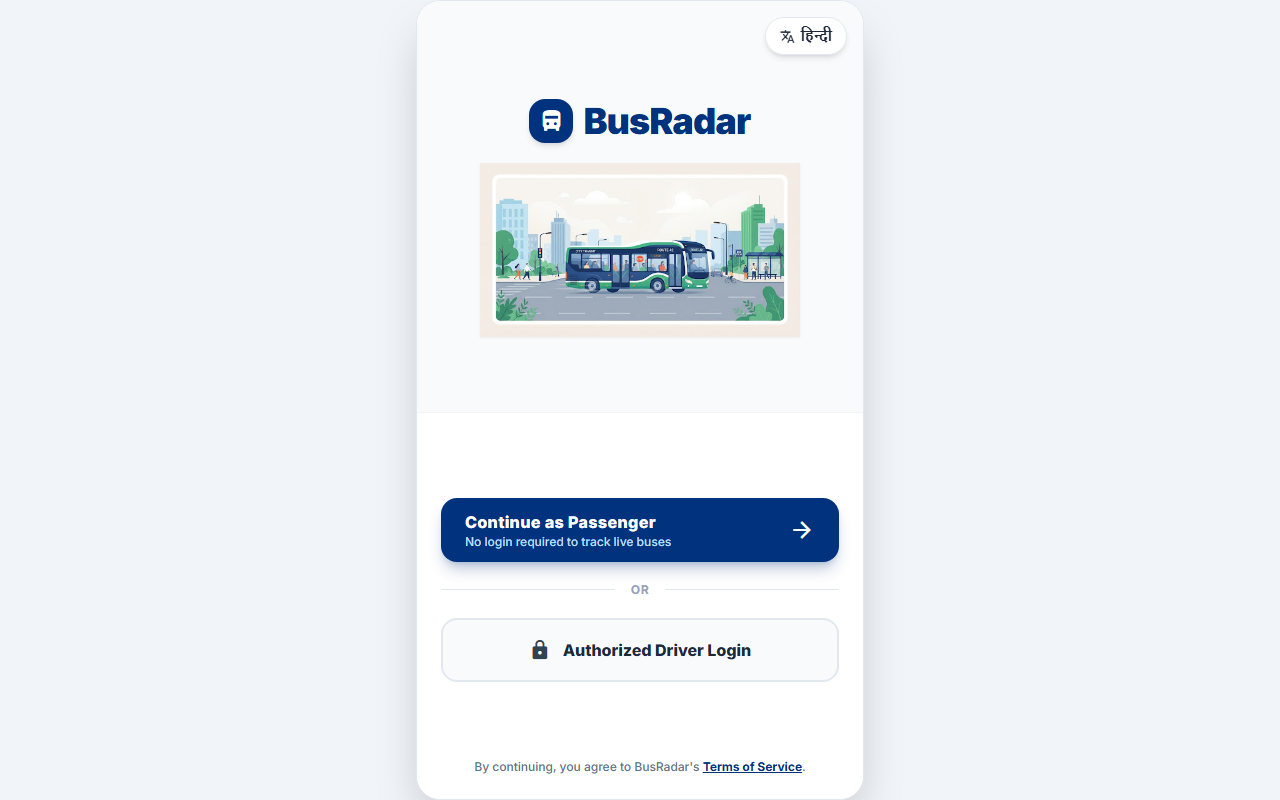 हिन्दी
BusRadar
Continue as Passenger
No login required to track live buses
OR
Authorized Driver Login
By continuing, you agree to BusRadar's Terms of Service.